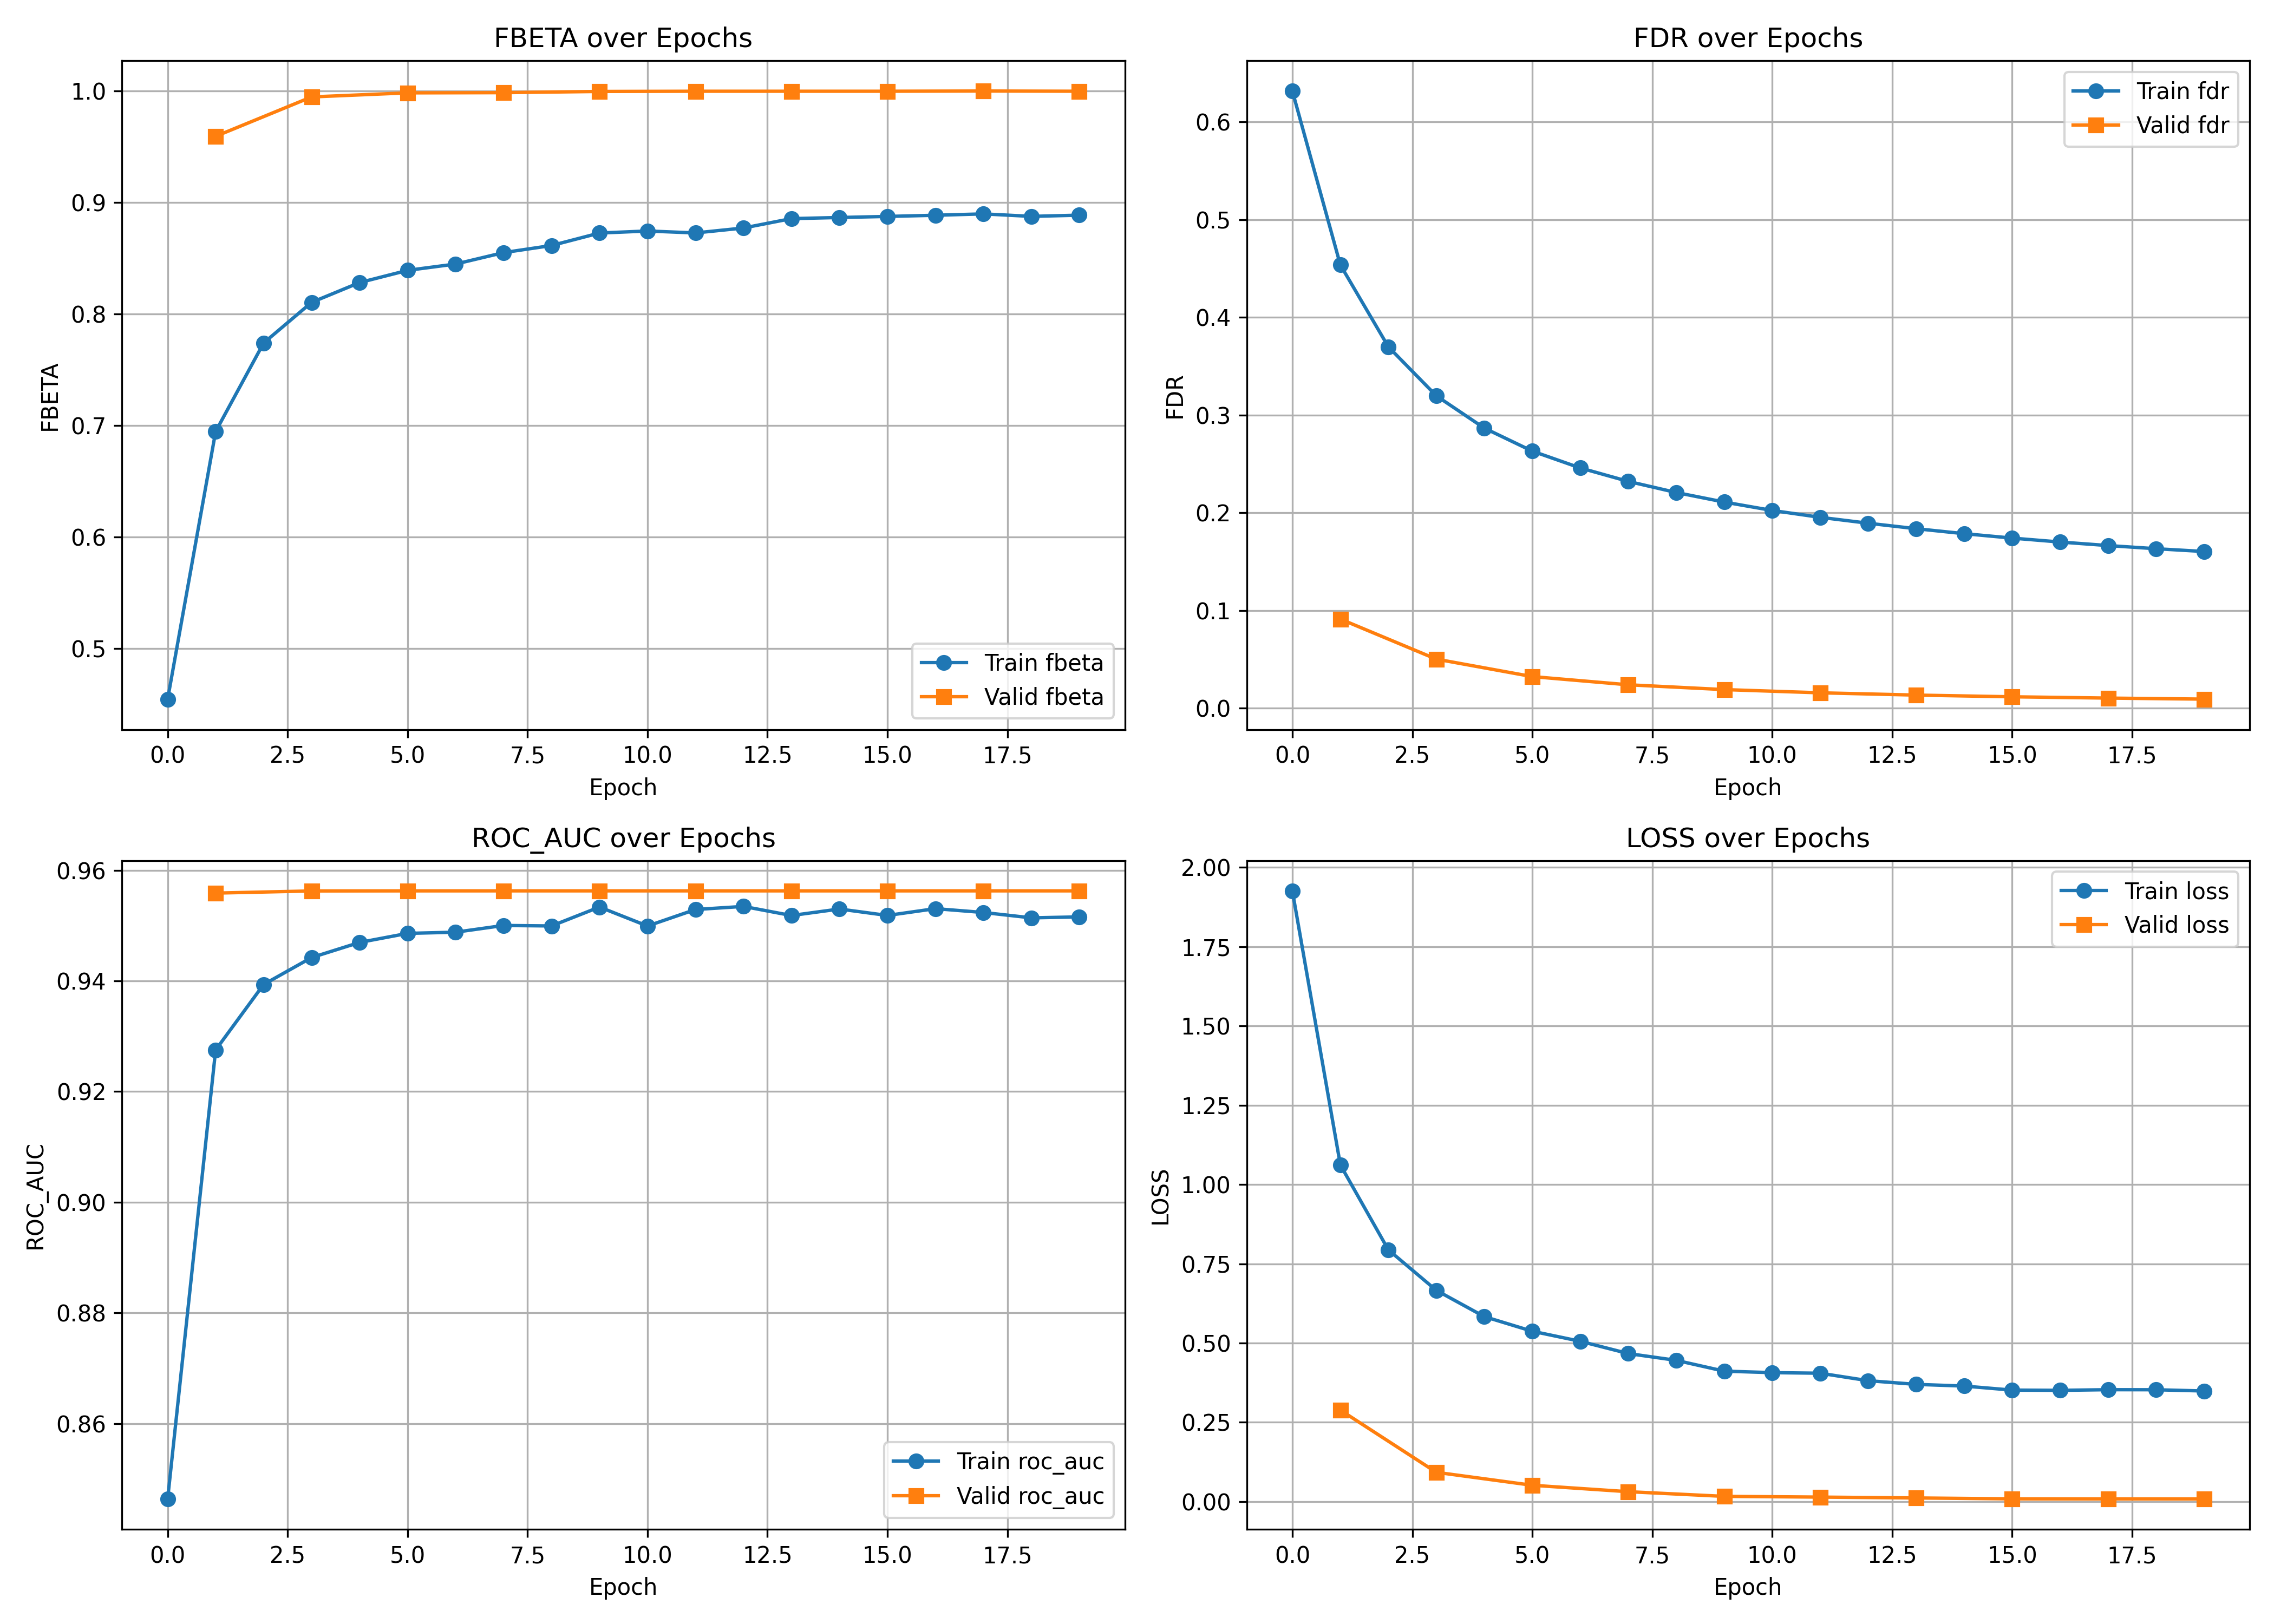 FBETA over Epochs
1.0
0.9
0.8
0.7
0.6
0.5
FBETA
Train fbeta
Valid fbeta
0.0 2.5 5.0 7.5 10.0 12.5 15.0 17.5
Epoch
FDR over Epochs
0.6
0.5
0.4
0.3
0.2
0.1
0.0
FDR
Train fdr
Valid fdr
0.0 2.5 5.0 7.5 10.0 12.5 15.0 17.5
Epoch
ROC_AUC over Epochs
0.96
0.94
0.92
0.90
0.88
0.86
ROC_AUC
Train roc_auc
Valid roc_auc
0.0 2.5 5.0 7.5 10.0 12.5 15.0 17.5
Epoch
LOSS over Epochs
2.00
1.75
1.50
1.25
1.00
0.75
0.50
0.25
0.00
LOSS
Train loss
Valid loss
0.0 2.5 5.0 7.5 10.0 12.5 15.0 17.5
Epoch